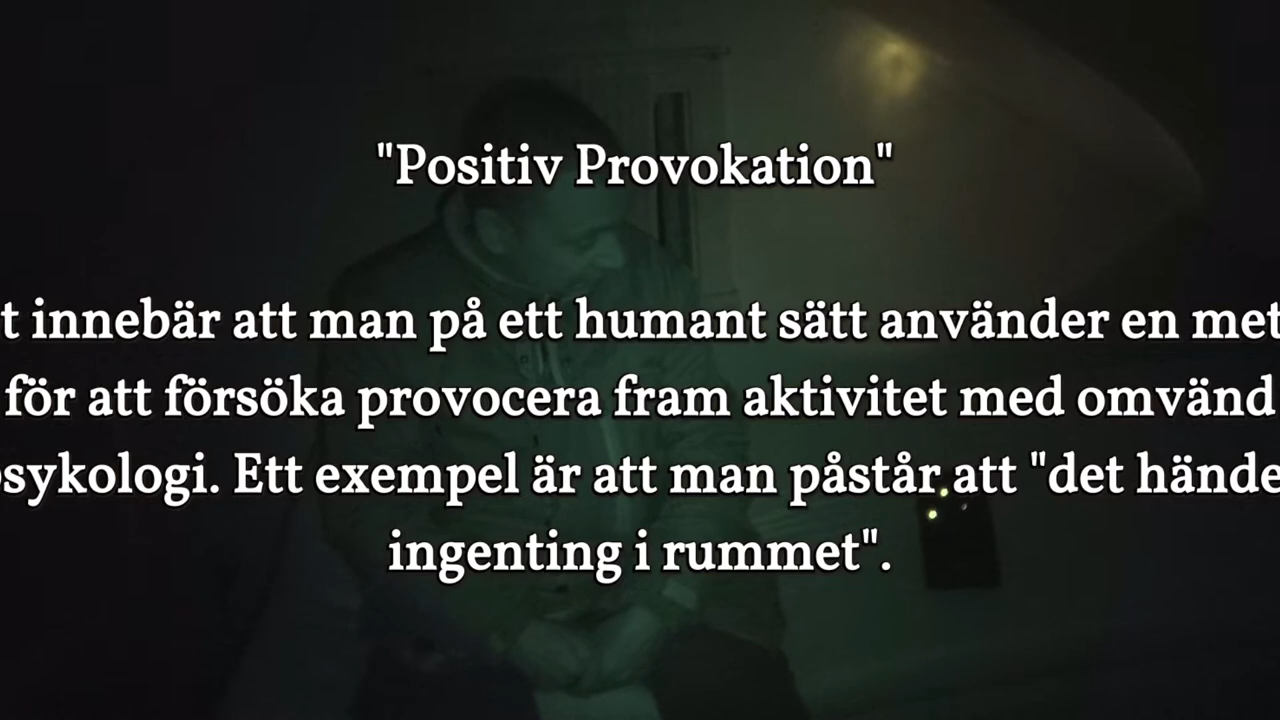 "Positiv Provokation"
t innebär att man på ett humant sätt använder en met
för att försöka provocera fram aktivitet med omvänd
psykologi. Ett exempel är att man påstår att "det hände
ingenting i rummet".